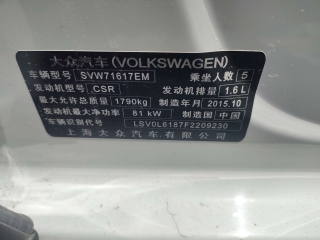 大众汽车(VOLKSWAGEN)
车辆型号 SVW71617EM 乘坐人数 5
发动机型号 CSR 发动机排量 1.6 L
最大允许总质量 1790kg 制造年月 2015.10
发动机最大净功率 81 kW 制造国 中国
车辆识别代号 LSV0L6187F2209230
上海大众汽车有限公司